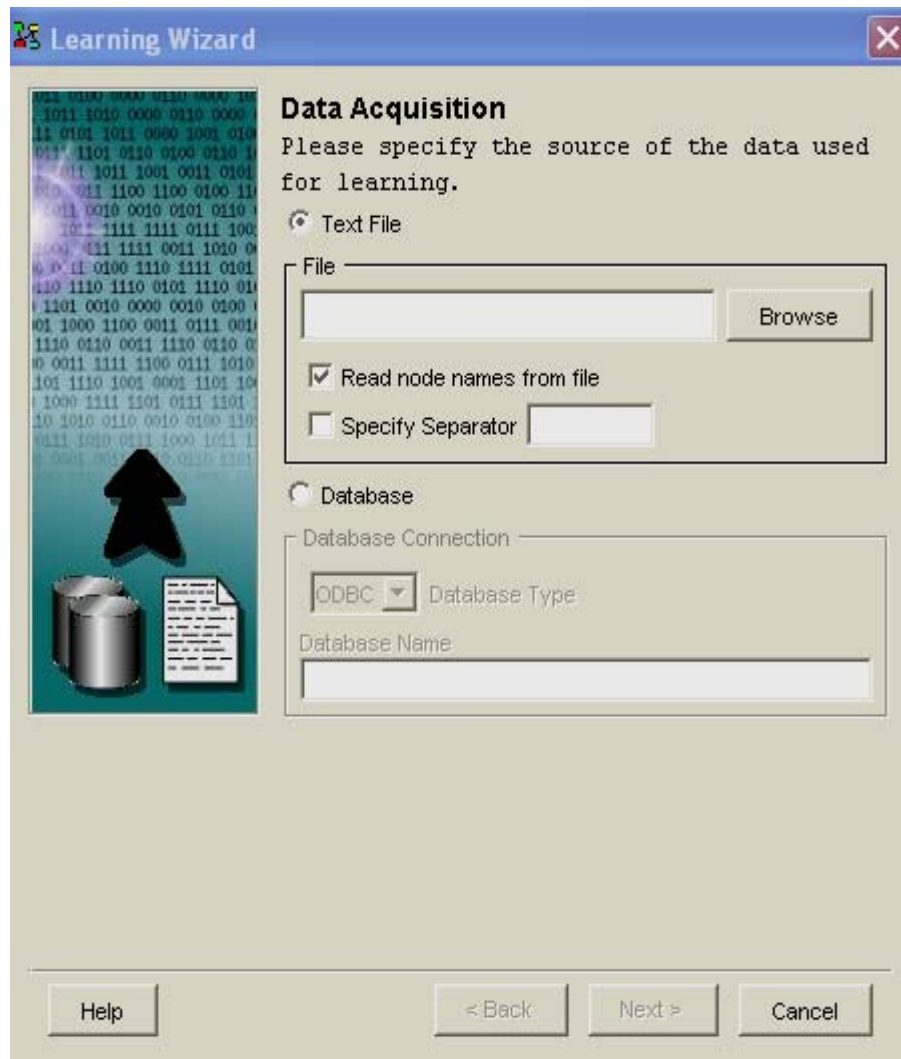 Learning Wizard
Data Acquisition
Please specify the source of the data used
for learning.
Text File
File
Browse
Read node names from file
Specify Separator
Database
Database Connection
ODBC
Database Type
Database Name
Help
< Back
Next >
Cancel